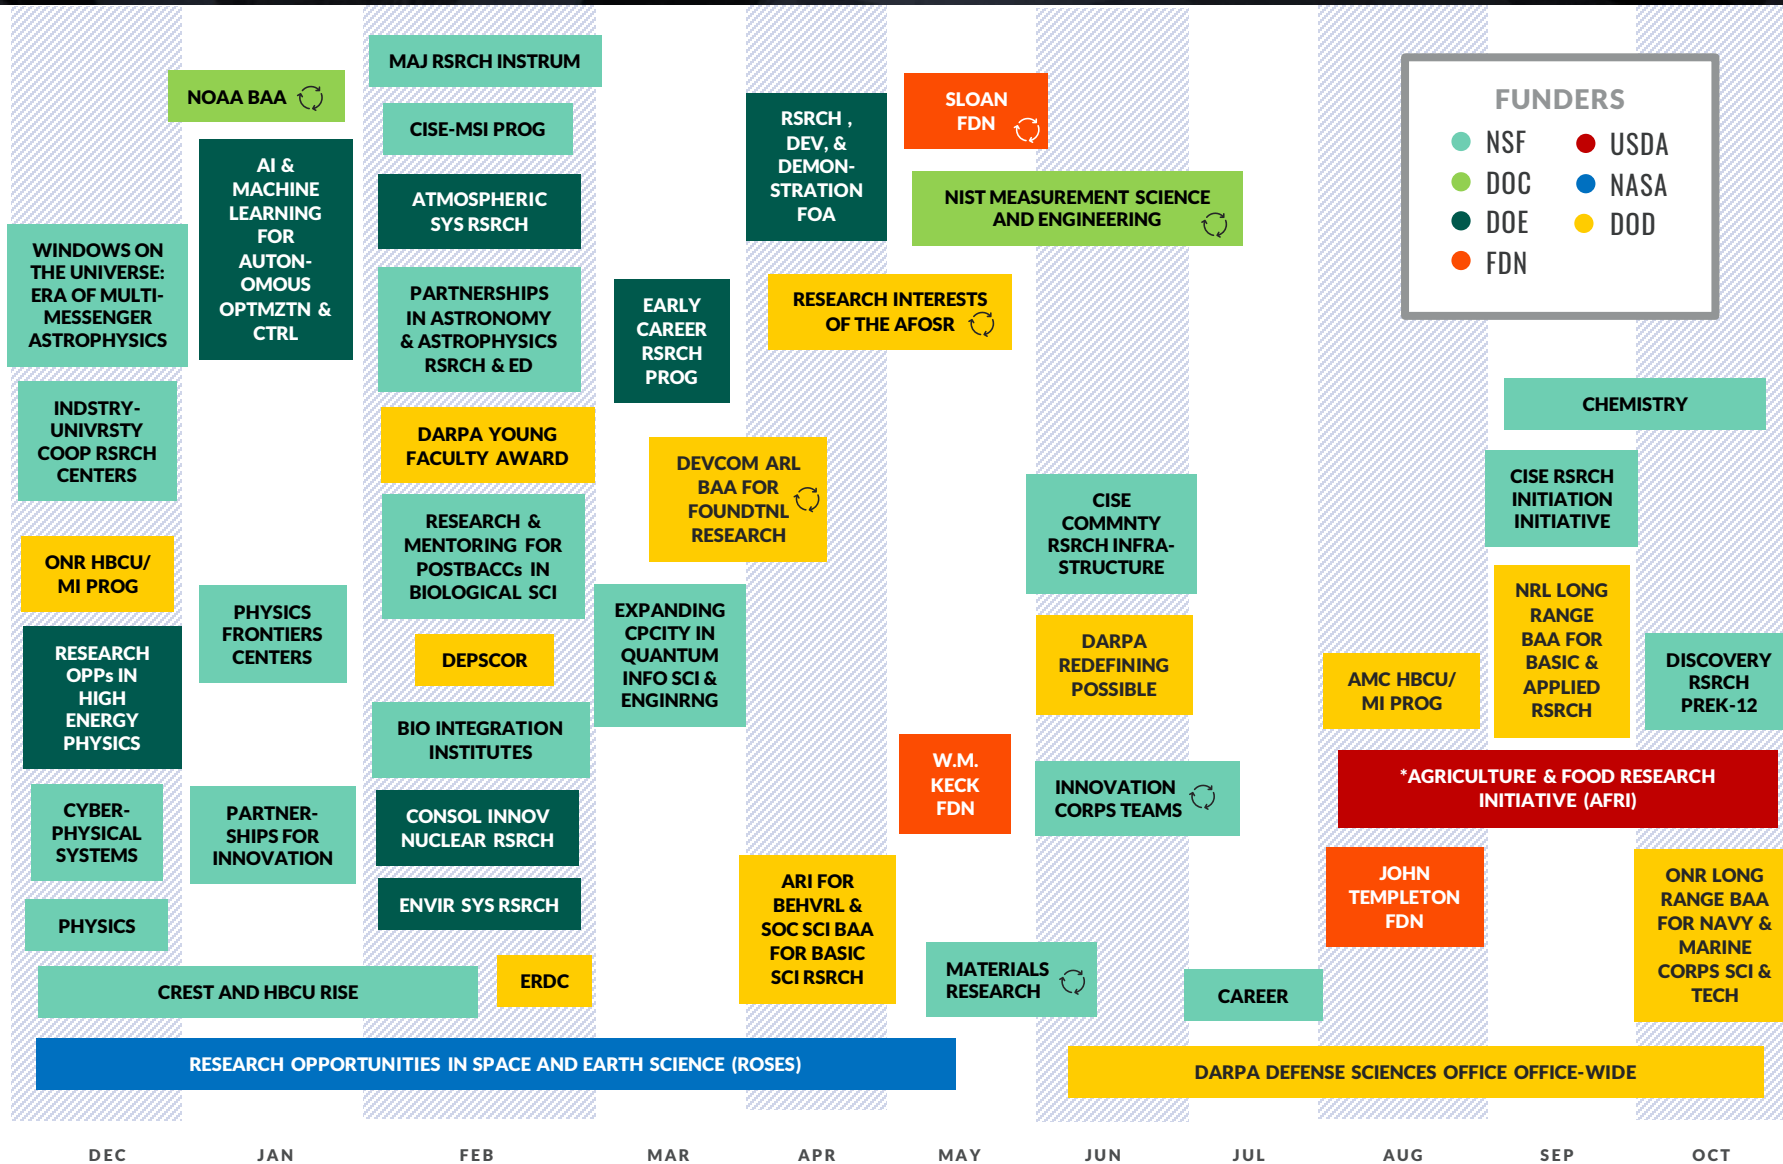 NOAA BAA
AI &
MACHINE
LEARNING
FOR
AUTON-
OMOUS
OPTMZTN &
CTRL
WINDOWS ON
THE UNIVERSE:
ERA OF MULTI-
MESSENGER
ASTROPHYSICS
INDSTRY-
UNIVRSTY
COOP RSRCH
CENTERS
ONR HBCU/
MI PROG
RESEARCH
OPPs IN
HIGH
ENERGY
PHYSICS
CYBER-
PHYSICAL
SYSTEMS
PHYSICS
PHYSICS
FRONTIERS
CENTERS
PARTNER-
SHIPS FOR
INNOVATION
CREST AND HBCU RISE
MAJ RSRCH INSTRUM
CISE-MSI PROG
ATMOSPHERIC
SYS RSRCH
PARTNERSHIPS
IN ASTRONOMY
& ASTROPHYSICS
RSRCH & ED
DARPA YOUNG
FACULTY AWARD
RESEARCH &
MENTORING FOR
POSTBACCs IN
BIOLOGICAL SCI
DEPSCOR
BIO INTEGRATION
INSTITUTES
CONSOL INNOV
NUCLEAR RSRCH
ENVIR SYS RSRCH
ERDC
EARLY
CAREER
RSRCH
PROG
DEVCOM ARL
BAA FOR
FOUNDTNL
RESEARCH
EXPANDING
CPCITY IN
QUANTUM
INFO SCI &
ENGINRNG
RSRCH ,
DEV, &
DEMON-
STRATION
FOA
RESEARCH INTERESTS
OF THE AFOSR
ARI FOR
BEHVRL &
SOC SCI BAA
FOR BASIC
SCI RSRCH
SLOAN
FDN
NIST MEASUREMENT SCIENCE
AND ENGINEERING
W.M.
KECK
FDN
MATERIALS
RESEARCH
CISE
COMMNTY
RSRCH INFRA-
STRUCTURE
DARPA
REDEFINING
POSSIBLE
INNOVATION
CORPS TEAMS
CAREER
FUNDERS
NSF
DOC
DOE
FDN
USDA
NASA
DOD
CHEMISTRY
CISE RSRCH
INITIATION
INITIATIVE
NRL LONG
RANGE
BAA FOR
BASIC &
APPLIED
RSRCH
AMC HBCU/
MI PROG
DISCOVERY
RSRCH
PREK-12
*AGRICULTURE & FOOD RESEARCH
INITIATIVE (AFRI)
JOHN
TEMPLETON
FDN
ONR LONG
RANGE BAA
FOR NAVY &
MARINE
CORPS SCI &
TECH
RESEARCH OPPORTUNITIES IN SPACE AND EARTH SCIENCE (ROSES)
DARPA DEFENSE SCIENCES OFFICE OFFICE-WIDE
DEC JAN FEB MAR APR MAY JUN JUL AUG SEP OCT